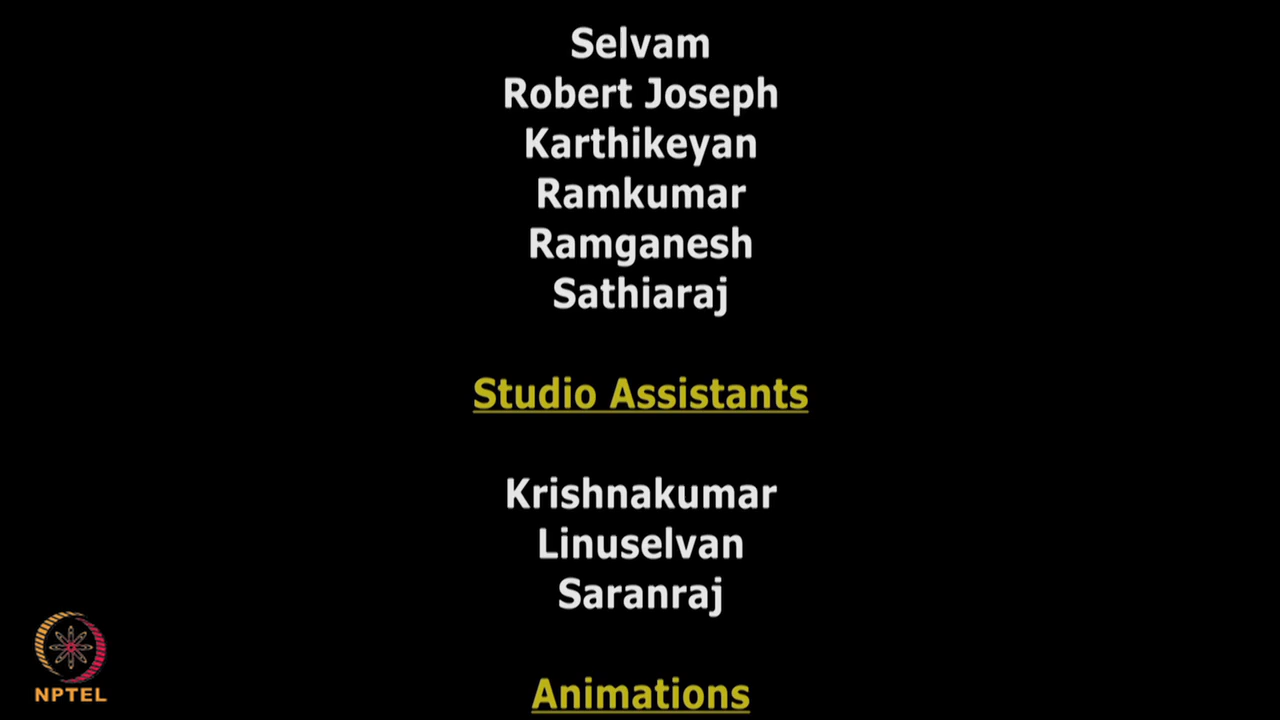 Selvam
Robert Joseph
Karthikeyan
Ramkumar
Ramganesh
Sathiaraj
Studio Assistants
Krishnakumar
Linuselvan
Saranraj
NPTEL
Animations